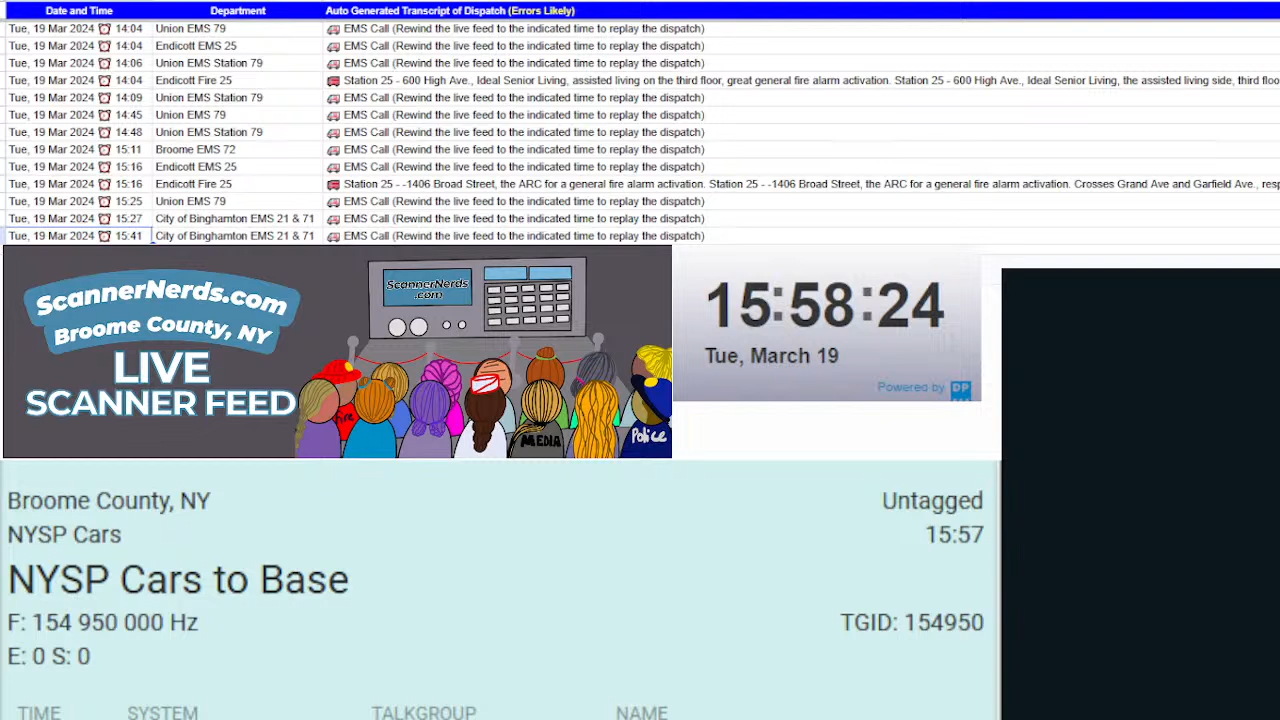 Date and Time Department Auto Generated Transcript of Dispatch (Errors Likely)
Tue, 19 Mar 2024 14:04 Union EMS 79 EMS Call (Rewind the live feed to the indicated time to replay the dispatch)
Tue, 19 Mar 2024 14:04 Endicott EMS 25 EMS Call (Rewind the live feed to the indicated time to replay the dispatch)
Tue, 19 Mar 2024 14:06 Union EMS Station 79 EMS Call (Rewind the live feed to the indicated time to replay the dispatch)
Tue, 19 Mar 2024 14:04 Endicott Fire 25 Station 25 - 600 High Ave., Ideal Senior Living, assisted living on the third floor, great general fire alarm activation. Station 25 - 600 High Ave., Ideal Senior Living, the assisted living side, third floo
Tue, 19 Mar 2024 14:09 Union EMS Station 79 EMS Call (Rewind the live feed to the indicated time to replay the dispatch)
Tue, 19 Mar 2024 14:45 Union EMS 79 EMS Call (Rewind the live feed to the indicated time to replay the dispatch)
Tue, 19 Mar 2024 14:48 Union EMS Station 79 EMS Call (Rewind the live feed to the indicated time to replay the dispatch)
Tue, 19 Mar 2024 15:11 Broome EMS 72 EMS Call (Rewind the live feed to the indicated time to replay the dispatch)
Tue, 19 Mar 2024 15:16 Endicott EMS 25 EMS Call (Rewind the live feed to the indicated time to replay the dispatch)
Tue, 19 Mar 2024 15:16 Endicott Fire 25 Station 25 - -1406 Broad Street, the ARC for a general fire alarm activation. Station 25 - -1406 Broad Street, the ARC for a general fire alarm activation. Crosses Grand Ave and Garfield Ave., resp
Tue, 19 Mar 2024 15:25 Union EMS 79 EMS Call (Rewind the live feed to the indicated time to replay the dispatch)
Tue, 19 Mar 2024 15:27 City of Binghamton EMS 21 & 71 EMS Call (Rewind the live feed to the indicated time to replay the dispatch)
Tue, 19 Mar 2024 15:41 City of Binghamton EMS 21 & 71 EMS Call (Rewind the live feed to the indicated time to replay the dispatch)
ScannerNerds.com
Broome County, NY
LIVE
SCANNER FEED
ScannerNerds
.com
Fire
MEDIA
Police
15:58:24
Tue, March 19
Powered by DP
Broome County, NY Untagged
NYSP Cars 15:57
NYSP Cars to Base
F: 154 950 000 Hz TGID: 154950
E: 0 S: 0
TIME SYSTEM TALKGROUP NAME